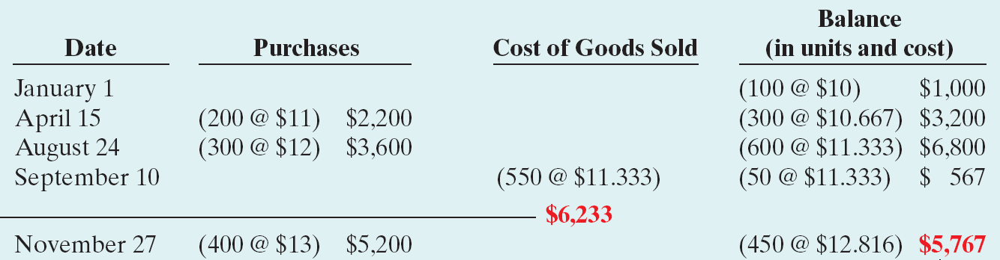 Balance
Date Purchases Cost of Goods Sold (in units and cost)
January 1 (100 @ $10) $1,000
April 15 (200 @ $11) $2,200 (300 @ $10.667) $3,200
August 24 (300 @ $12) $3,600 (600 @ $11.333) $6,800
September 10 (550 @ $11.333) (50 @ $11.333) $ 567
$6,233
November 27 (400 @ $13) $5,200 (450 @ $12.816) $5,767